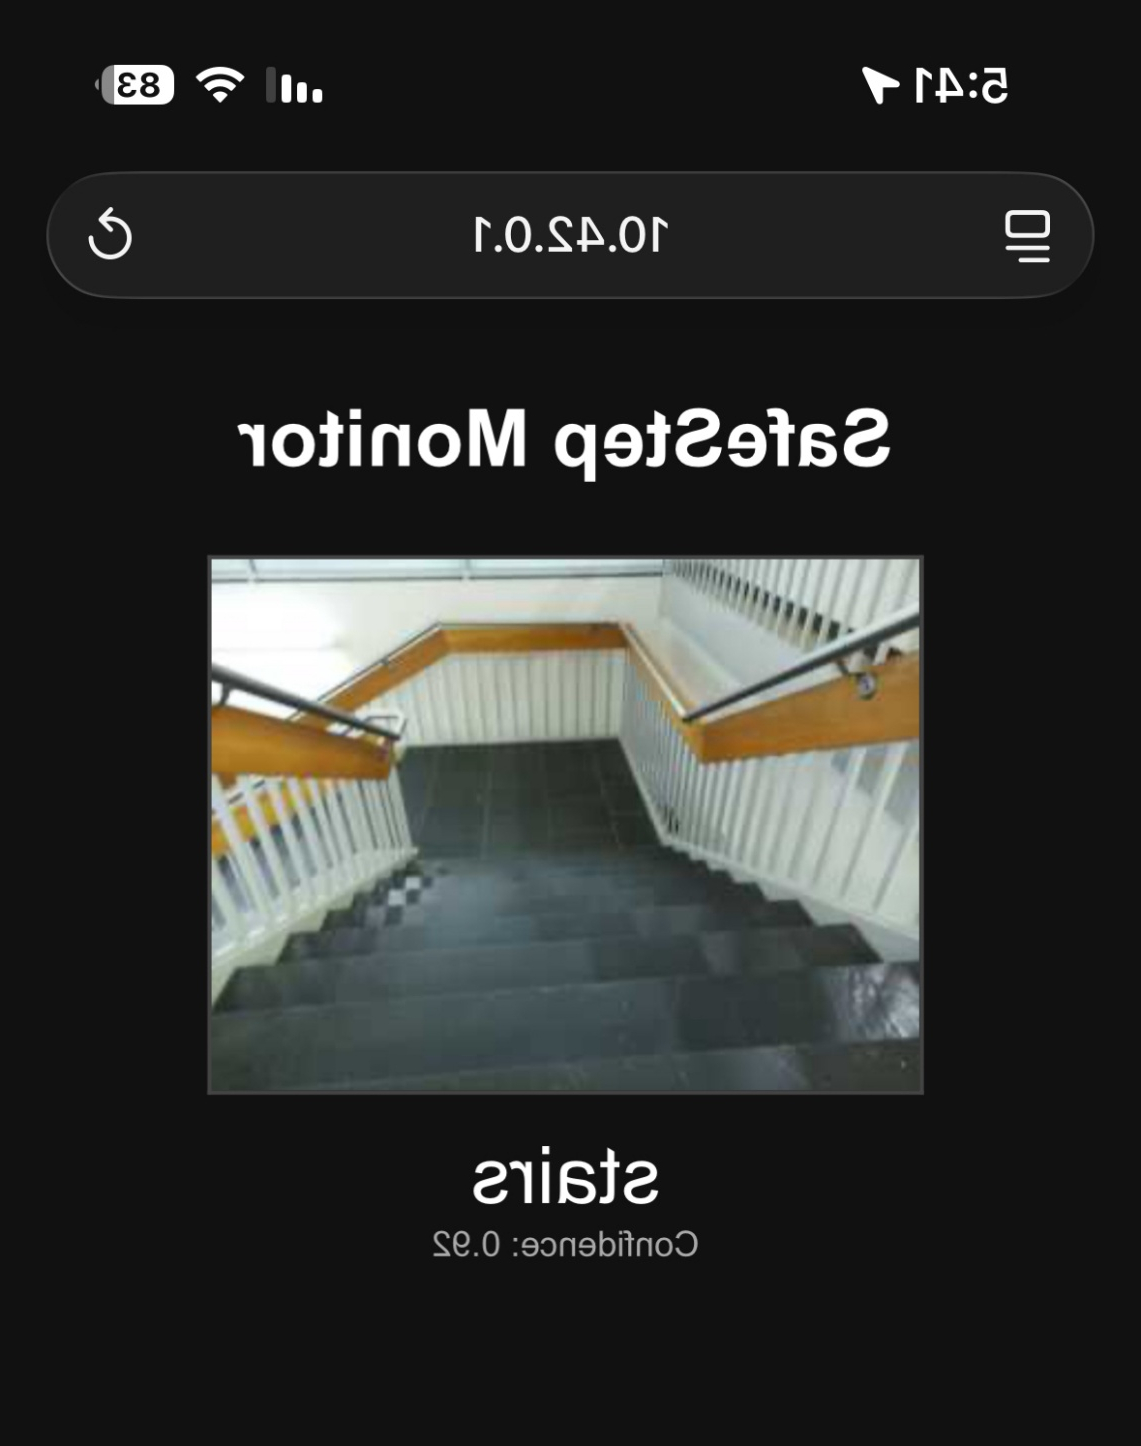 5:41
83
10.42.0.1
SafeStep Monitor
stairs
Confidence: 0.92